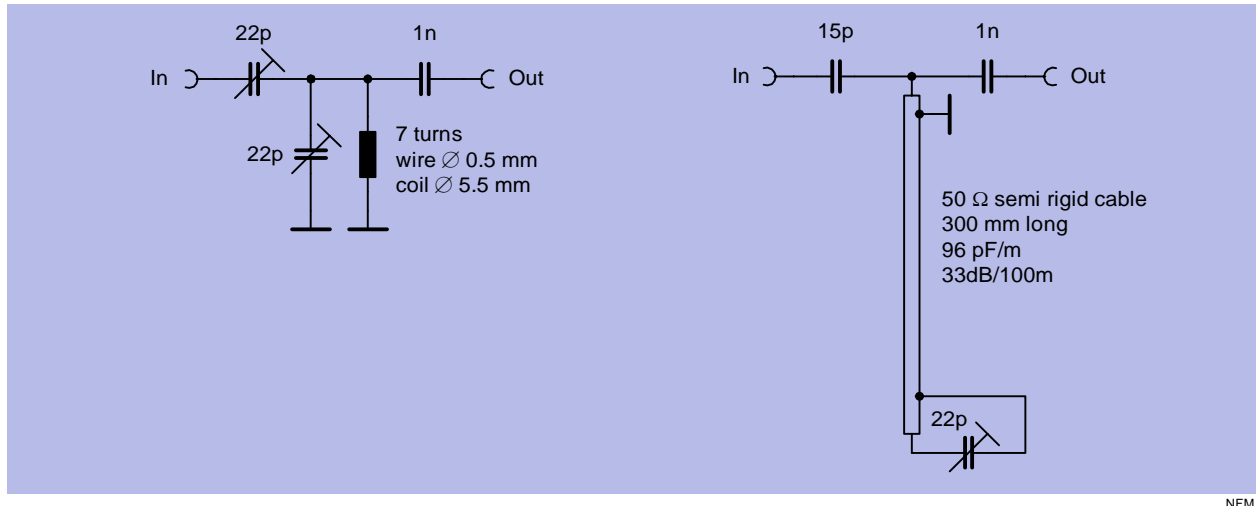 22p
1n
In
Out
22p
7 turns
wire ∅ 0.5 mm
coil ∅ 5.5 mm
15p
1n
In
Out
50 Ω semi rigid cable
300 mm long
96 pF/m
33dB/100m
22p
NFM